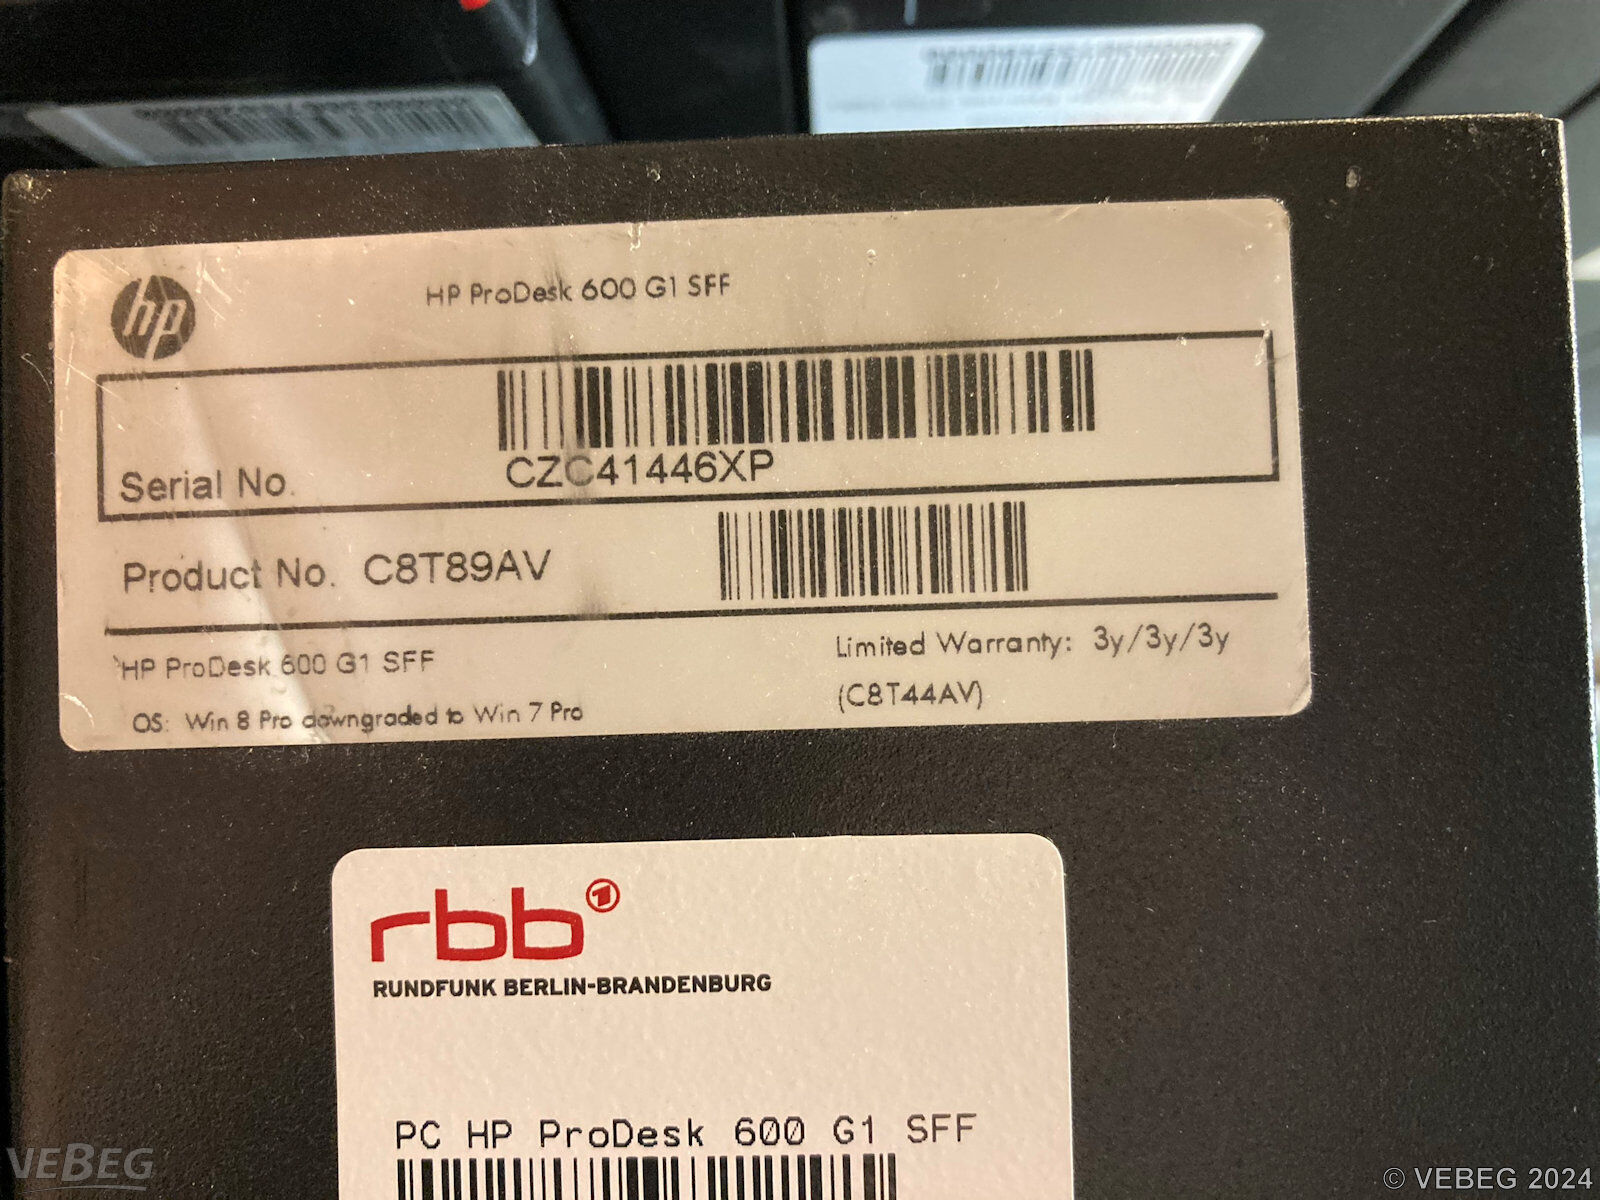 hp
HP ProDesk 600 G1 SFF
Serial No.
CZC41446XP
Product No. C8T89AV
HP ProDesk 600 G1 SFF
Limited Warranty: 3y/3y/3y
(C8T44AV)
OS: Win 8 Pro downgraded to Win 7 Pro
rbb
RUNDFUNK BERLIN-BRANDENBURG
PC HP ProDesk 600 G1 SFF
VEBEG
© VEBEG 2024